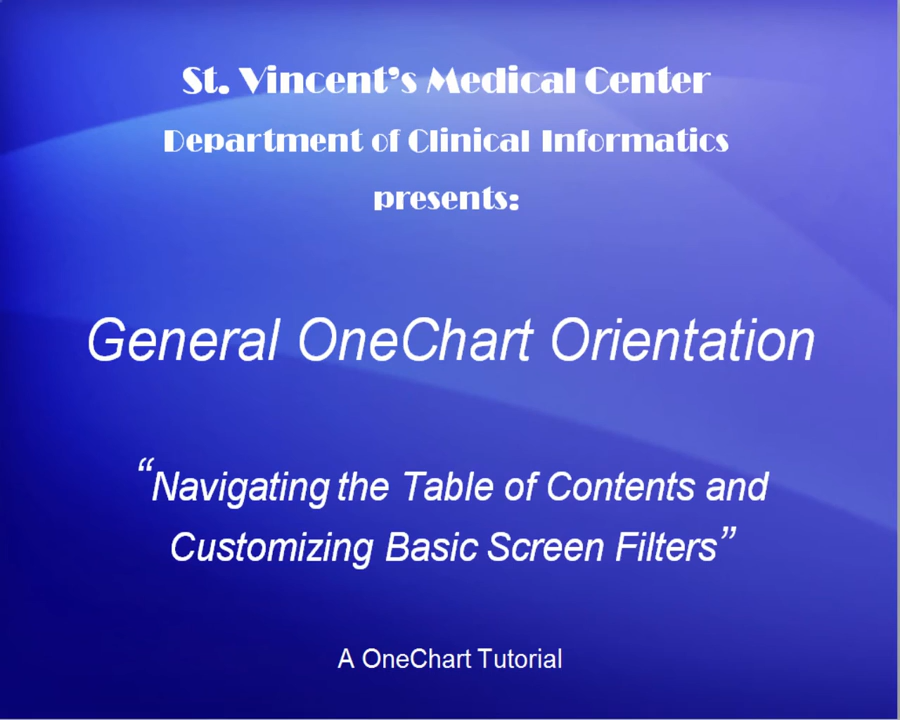 St. Vincent’s Medical Center
Department of Clinical Informatics
presents:
General OneChart Orientation
“Navigating the Table of Contents and
Customizing Basic Screen Filters”
A OneChart Tutorial